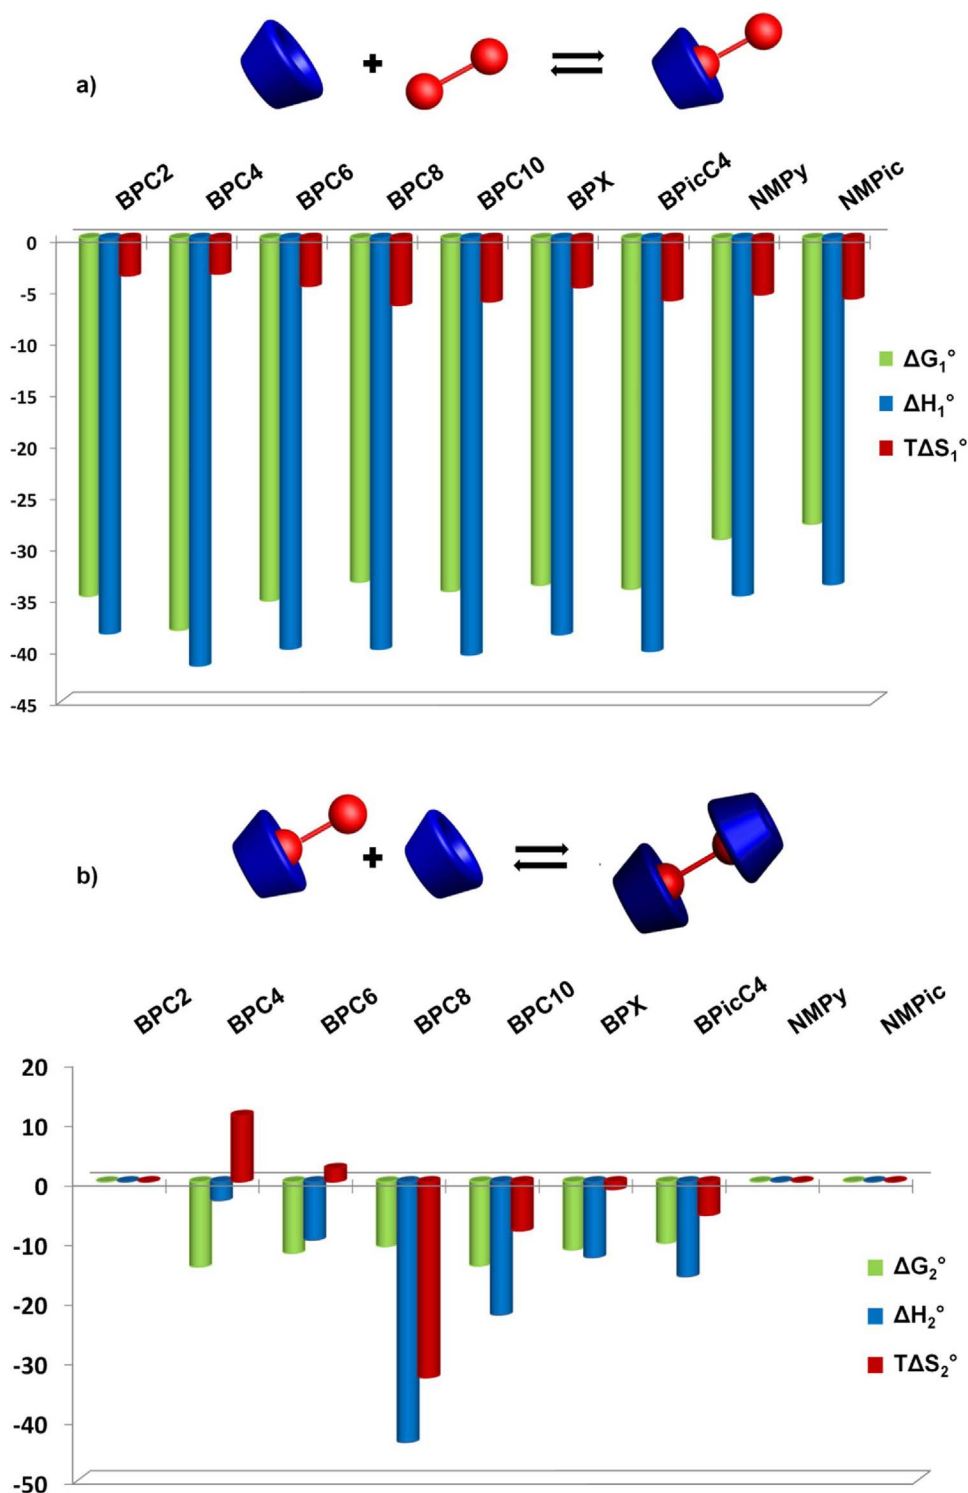 a)
BPC2 BPC4 BPC6 BPC8 BPC10 BPX BPicC4 NMPy NMPic
0
-5
-10
-15
-20
-25
-30
-35
-40
-45
ΔG₁°
ΔH₁°
TΔS₁°
b)
BPC2 BPC4 BPC6 BPC8 BPC10 BPX BPicC4 NMPy NMPic
20
10
0
-10
-20
-30
-40
-50
ΔG₂°
ΔH₂°
TΔS₂°